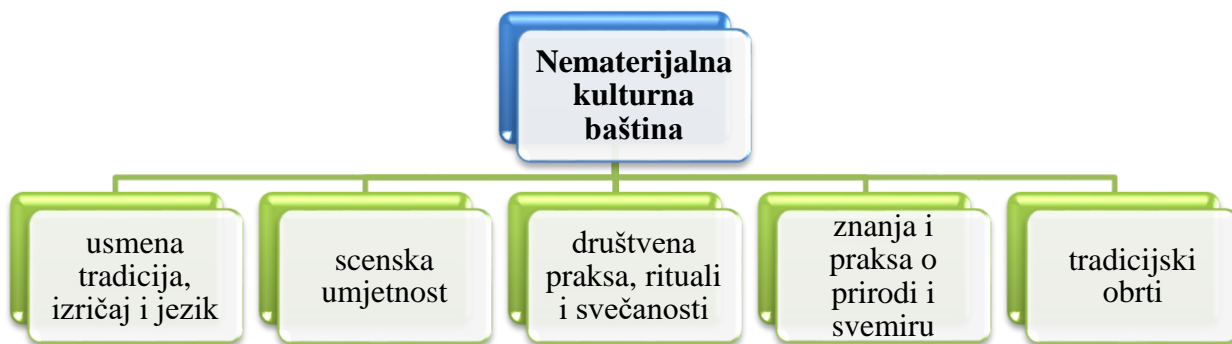 Nematerijalna
kulturna
baština
usmena
tradicija,
izričaj i jezik
scenska
umjetnost
društvena
praksa, rituali
i svečanosti
znanja i
praksa o
prirodi i
svemiru
tradicijski
obrti